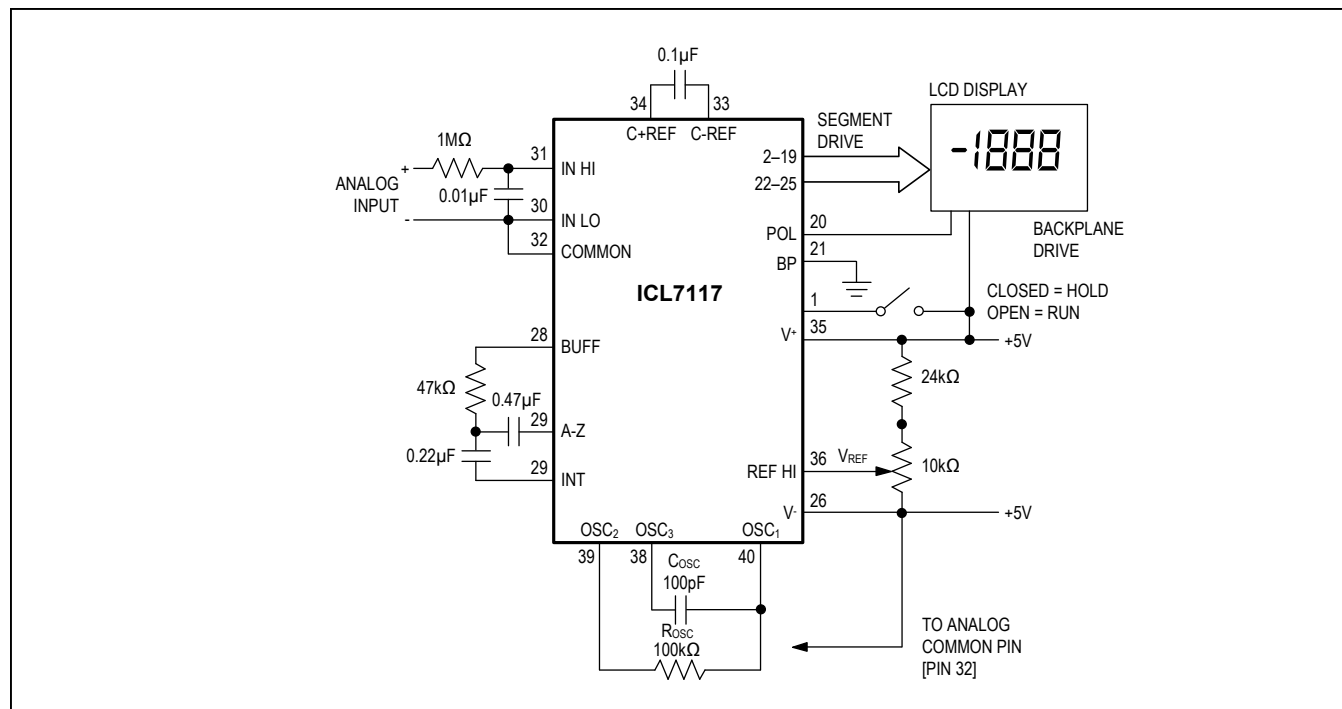 0.1µF
34
33
C+REF
C-REF
LCD DISPLAY
-1888
SEGMENT
DRIVE
1MΩ
31
IN HI
2–19
+
ANALOG
INPUT
-
0.01µF
30
IN LO
22–25
32
COMMON
20
POL
BACKPLANE
DRIVE
21
BP
ICL7117
1
CLOSED = HOLD
OPEN = RUN
35
V+
+5V
28
BUFF
24kΩ
47kΩ
0.47µF
29
A-Z
0.22µF
29
INT
36
REF HI
VREF
10kΩ
26
V-
+5V
OSC2
OSC3
OSC1
39
38
40
COSC
100pF
ROSC
100kΩ
TO ANALOG
COMMON PIN
[PIN 32]